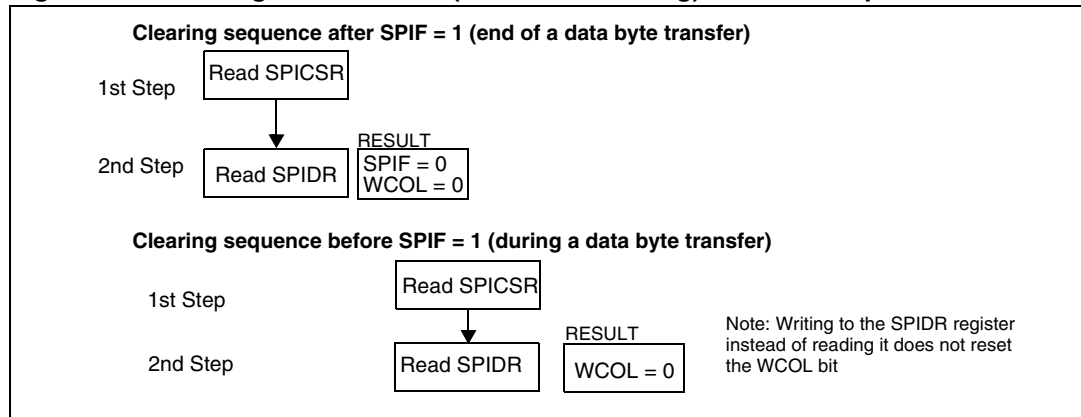 Clearing sequence after SPIF = 1 (end of a data byte transfer)
1st Step
Read SPICSR
2nd Step
Read SPIDR
RESULT
SPIF = 0
WCOL = 0
Clearing sequence before SPIF = 1 (during a data byte transfer)
1st Step
Read SPICSR
2nd Step
Read SPIDR
RESULT
WCOL = 0
Note: Writing to the SPIDR register
instead of reading it does not reset
the WCOL bit